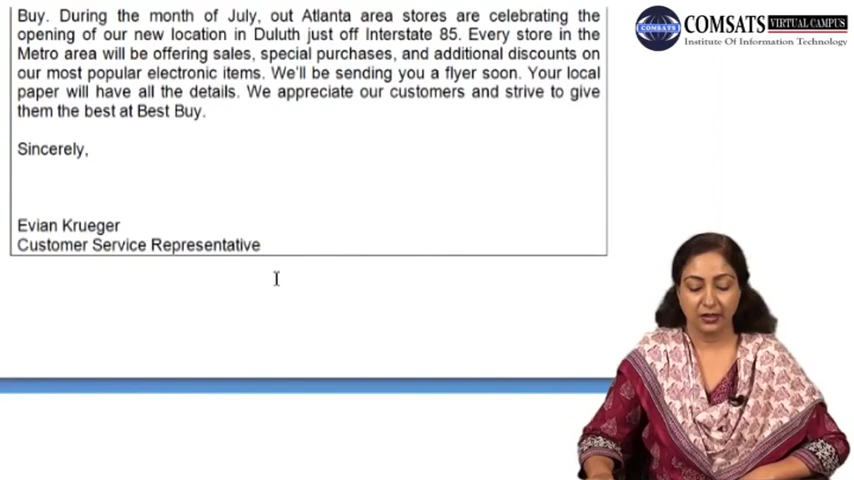 Buy. During the month of July, out Atlanta area stores are celebrating the
opening of our new location in Duluth just off Interstate 85. Every store in the
Metro area will be offering sales, special purchases, and additional discounts on
our most popular electronic items. We'll be sending you a flyer soon. Your local
paper will have all the details. We appreciate our customers and strive to give
them the best at Best Buy.
Sincerely,
Evian Krueger
Customer Service Representative
COMSATS
COMSATS VIRTUAL CAMPUS
Institute Of Information Technology